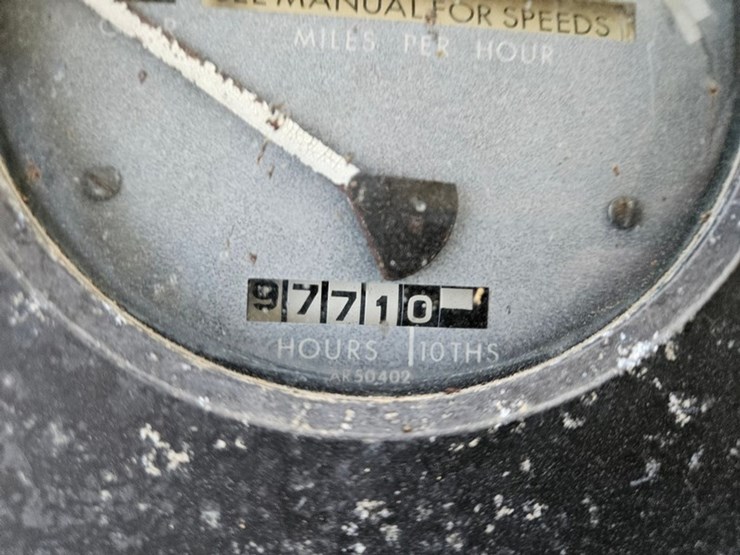 MANUAL FOR SPEEDS
MILES PER HOUR
97710
HOURS 10THS
AR50402